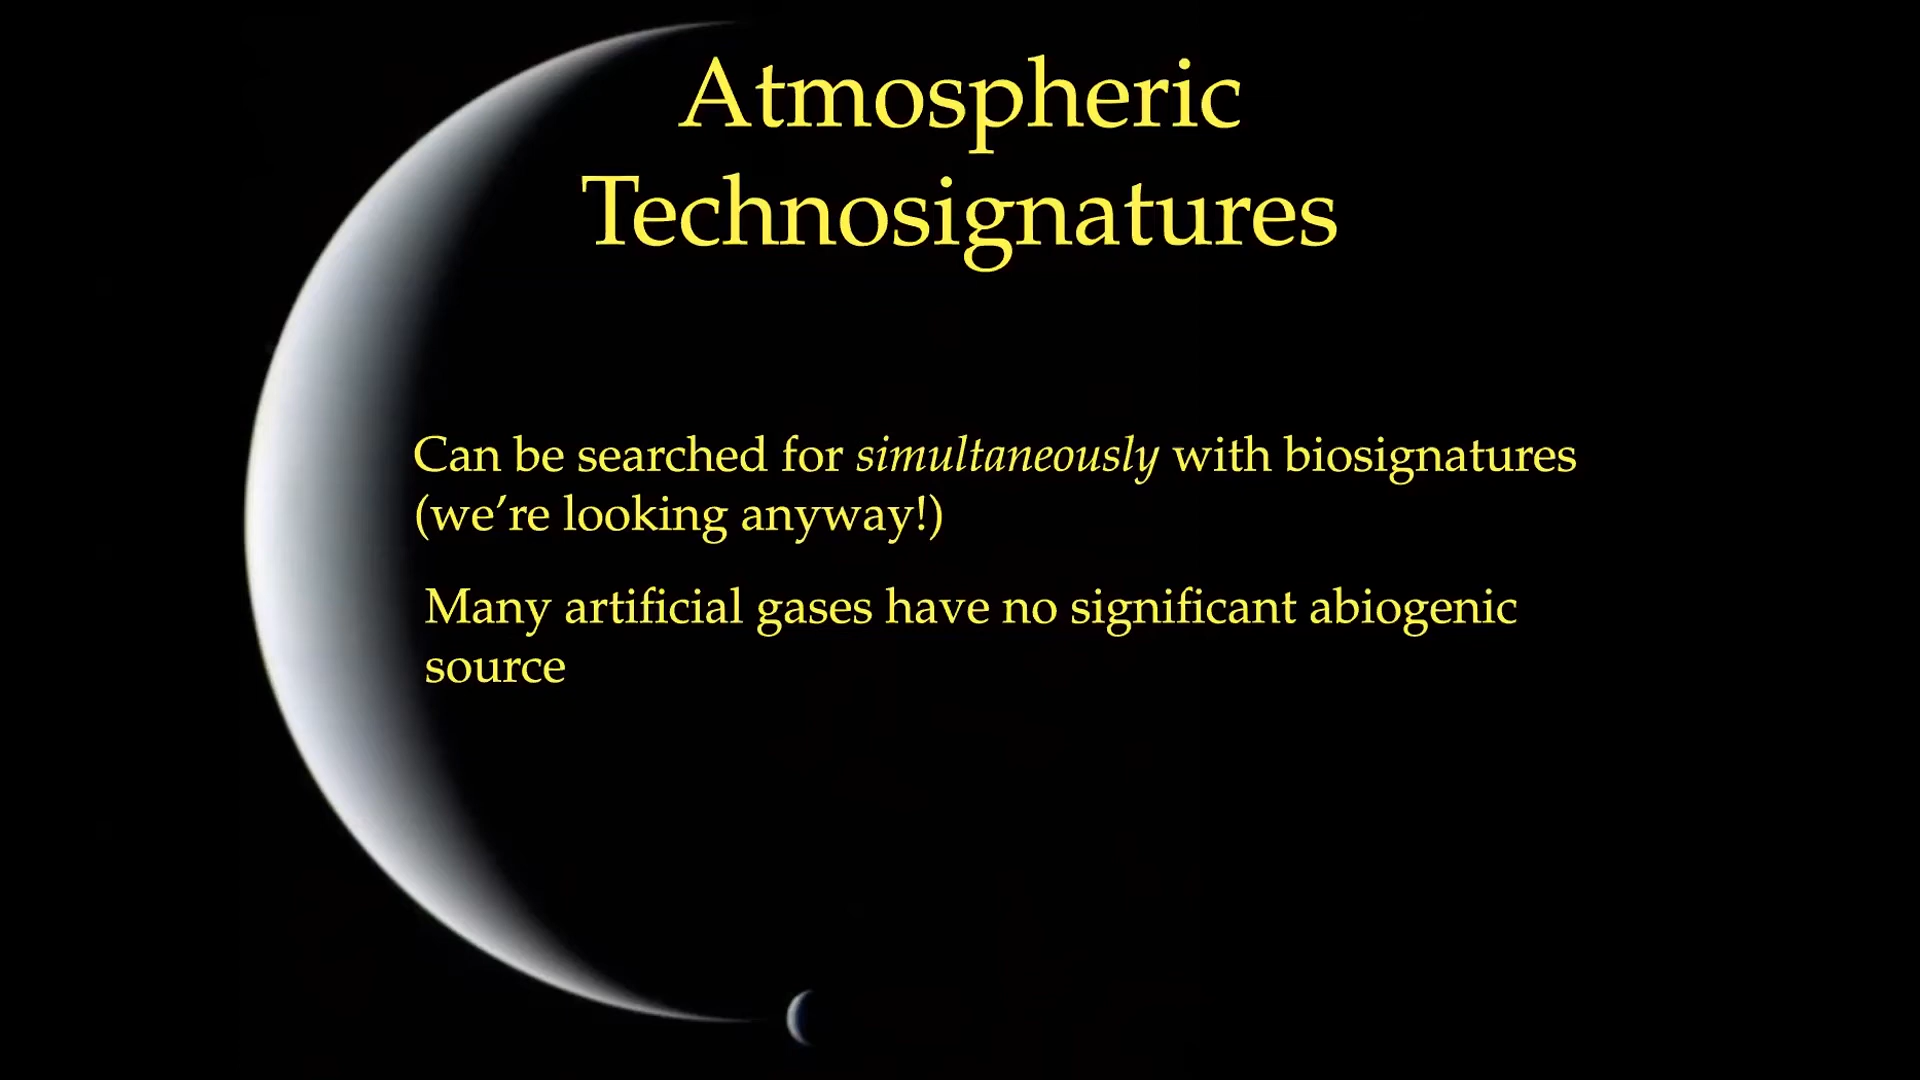 Atmospheric
Technosignatures
Can be searched for simultaneously with biosignatures
(we're looking anyway!)
Many artificial gases have no significant abiogenic
source